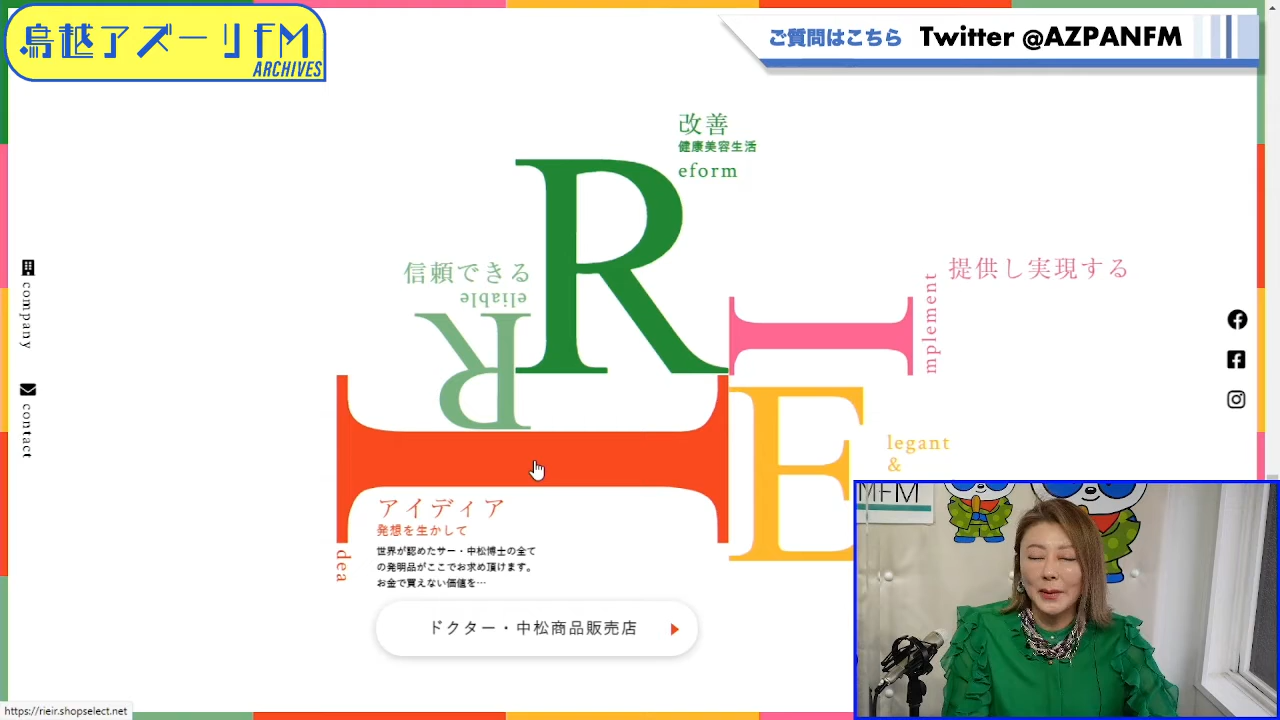 鳥越アズーリFM
ARCHIVES
ご質問はこちら Twitter @AZPANFM
改善
健康美容生活
eform
R
信頼できる
eliable
R
提供し実現する
mplement
I
I
E
legant
&
アイディア
発想を生かして
dea
世界が認めたサー・中松博士の全て
の発明品がここでお求め頂けます。
お金で買えない価値を…
ドクター・中松商品販売店
company
contact
MFM
https://rieir.shopselect.net